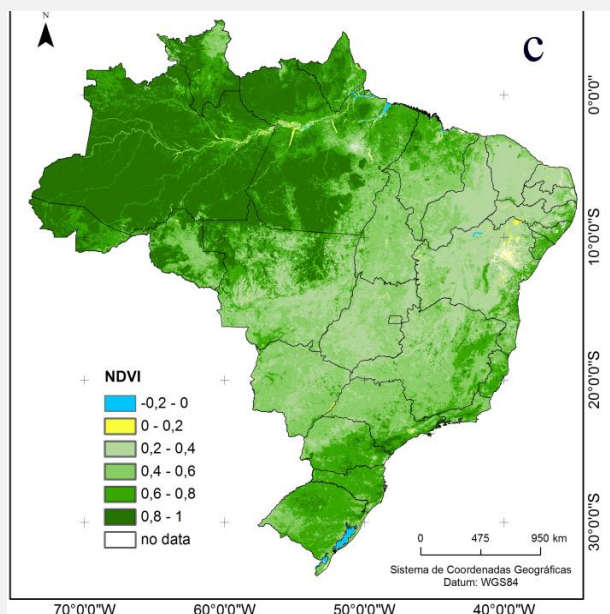 N
c
0°0'0"
10°0'0"S
20°0'0"S
30°0'0"S
NDVI
-0,2 - 0
0 - 0,2
0,2 - 0,4
0,4 - 0,6
0,6 - 0,8
0,8 - 1
no data
0 475 950 km
Sistema de Coordenadas Geográficas
Datum: WGS84
70°0'0"W 60°0'0"W 50°0'0"W 40°0'0"W